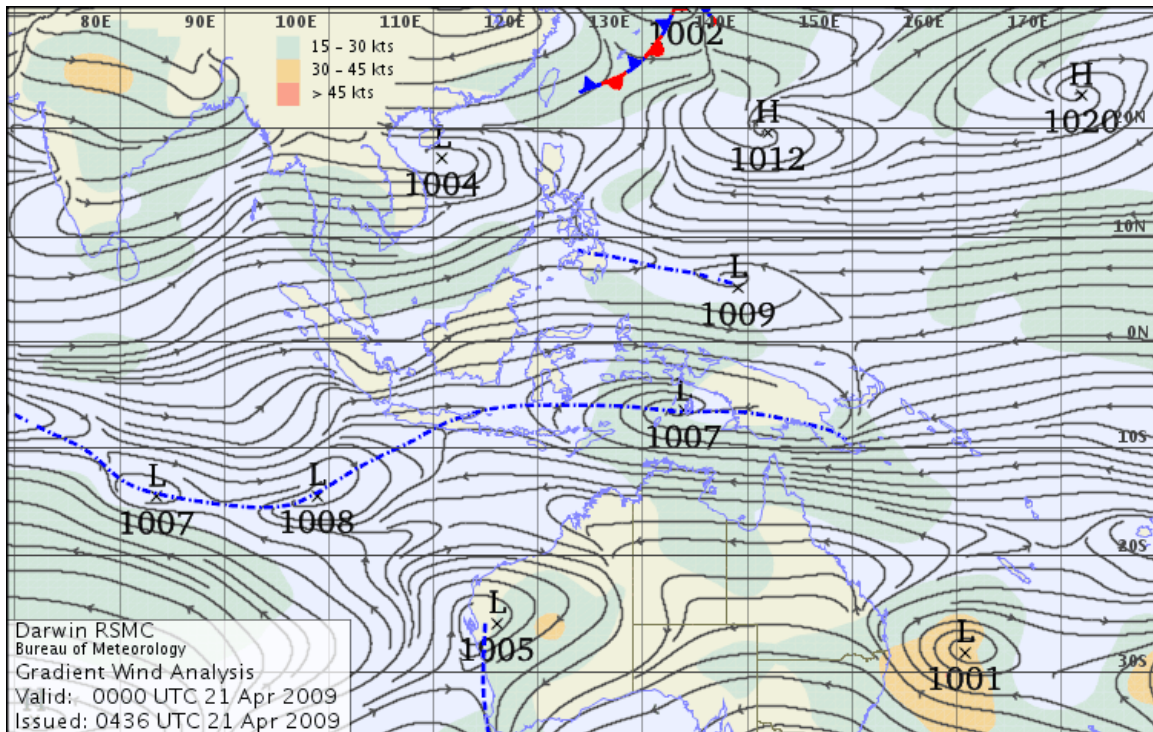 80E 90E 100E 110E 120E 130E 140E 150E 260E 170E
15 – 30 kts
30 – 45 kts
> 45 kts
1002
H
1020
20N
H
1012
L
1004
10N
L
1009
0N
L
1007
10S
L
1007
L
1008
20S
L
1005
L
1001
30S
Darwin RSMC
Bureau of Meteorology
Gradient Wind Analysis
Valid: 0000 UTC 21 Apr 2009
Issued: 0436 UTC 21 Apr 2009